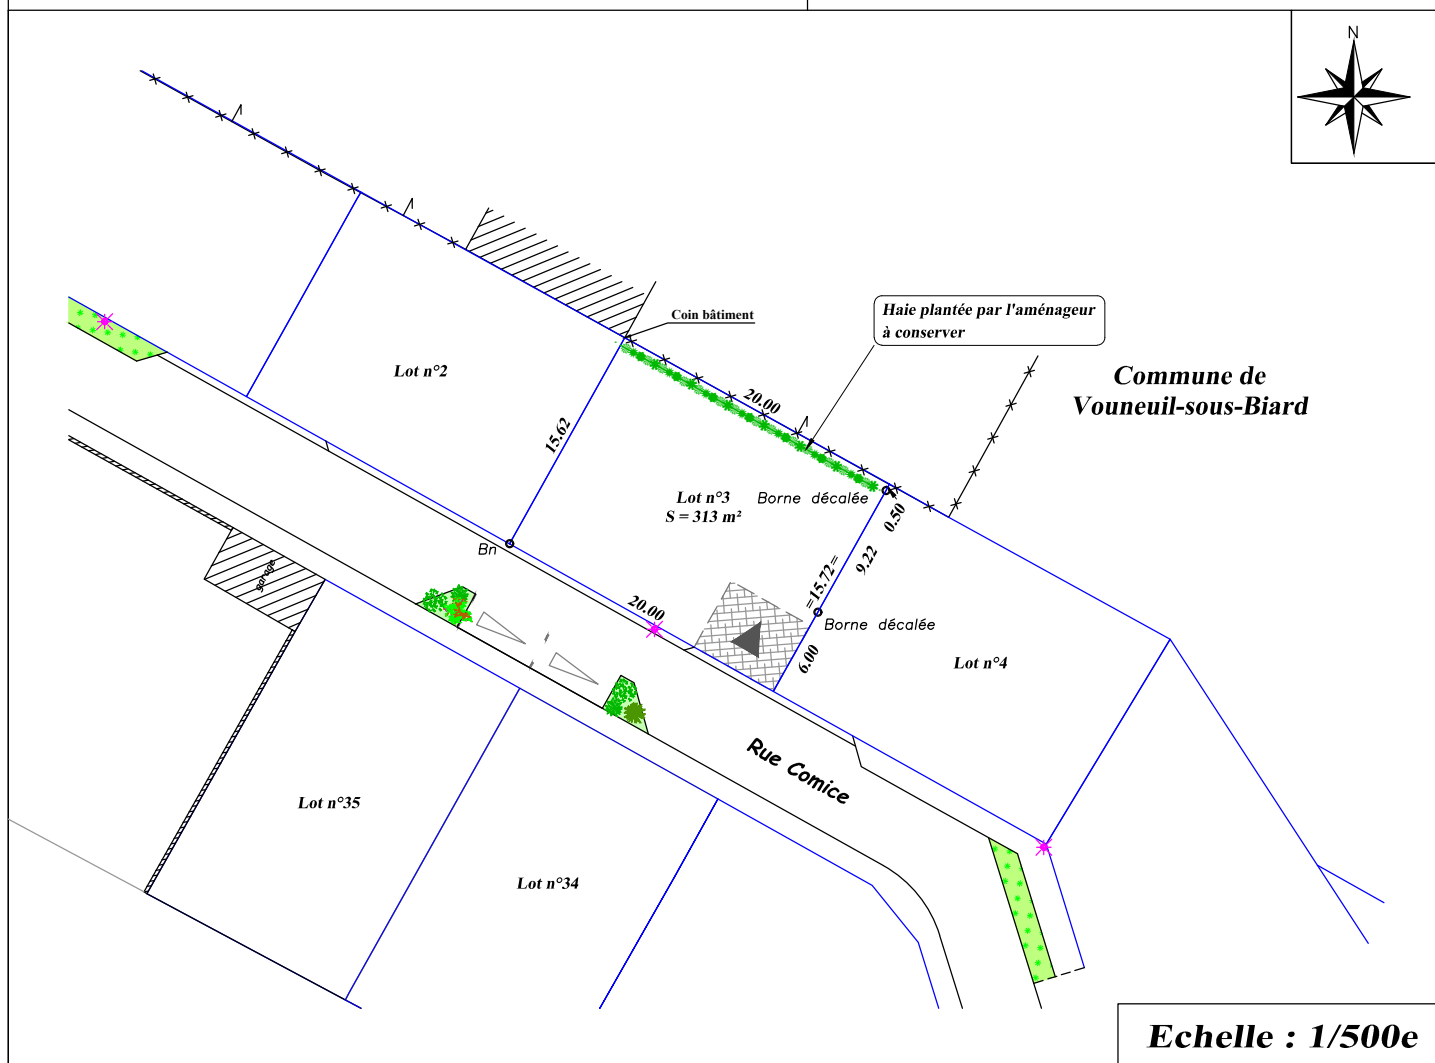 N
Coin bâtiment
Haie plantée par l'aménageur
à conserver
Commune de
Vouneuil-sous-Biard
Lot n°2
20.00
15.62
Lot n°3
S = 313 m²
Borne décalée
0.50
9.22
=15.72=
Bn
garage
20.00
Borne décalée
6.00
Lot n°4
Rue Comice
Lot n°35
Lot n°34
Echelle : 1/500e